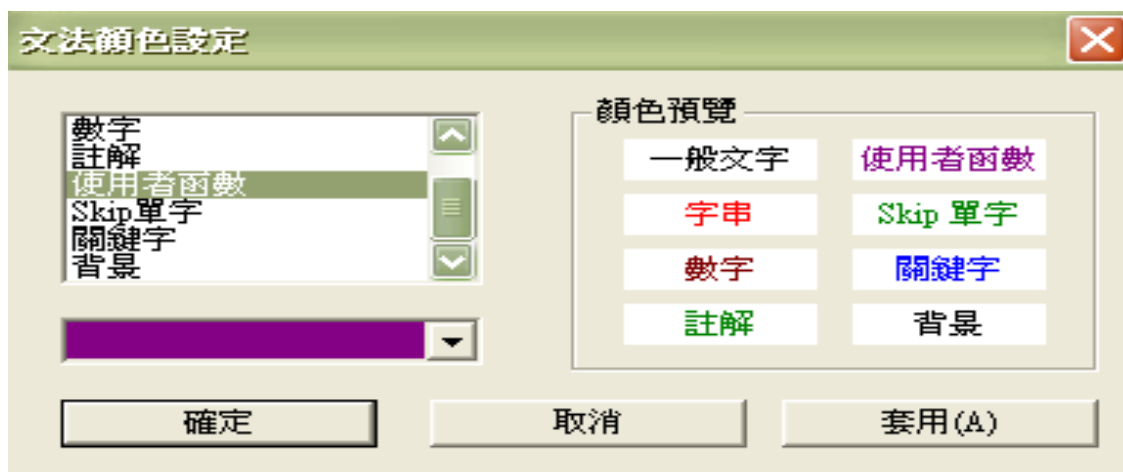 文法顏色設定
數字
註解
使用者函數
Skip單字
關鍵字
背景
顏色預覽
一般文字
使用者函數
字串
Skip 單字
數字
關鍵字
註解
背景
確定
取消
套用(A)